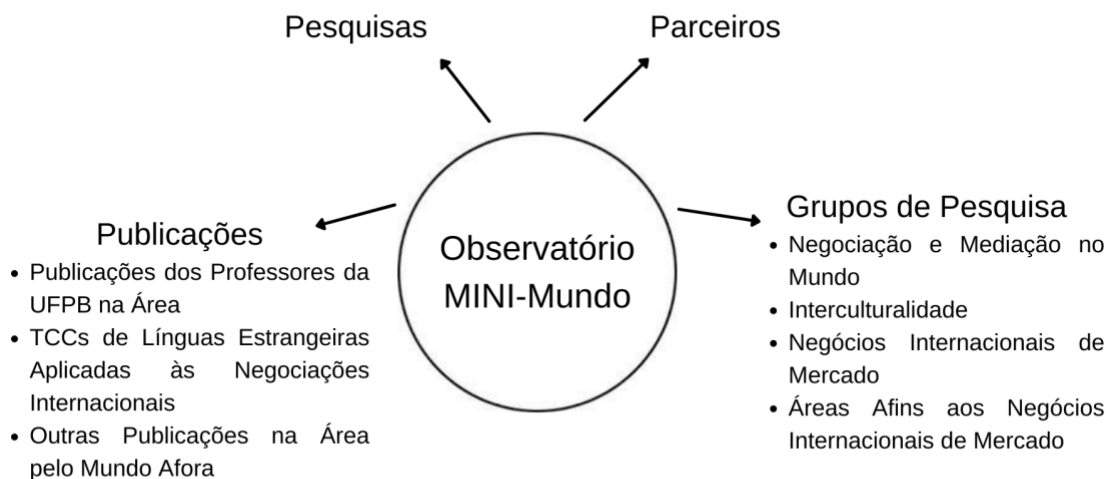 Pesquisas
Parceiros
Publicações
• Publicações dos Professores da
UFPB na Área
• TCCs de Línguas Estrangeiras
Aplicadas às Negociações
Internacionais
• Outras Publicações na Área
pelo Mundo Afora
Observatório
MINI-Mundo
Grupos de Pesquisa
• Negociação e Mediação no
Mundo
• Interculturalidade
• Negócios Internacionais de
Mercado
• Áreas Afins aos Negócios
Internacionais de Mercado